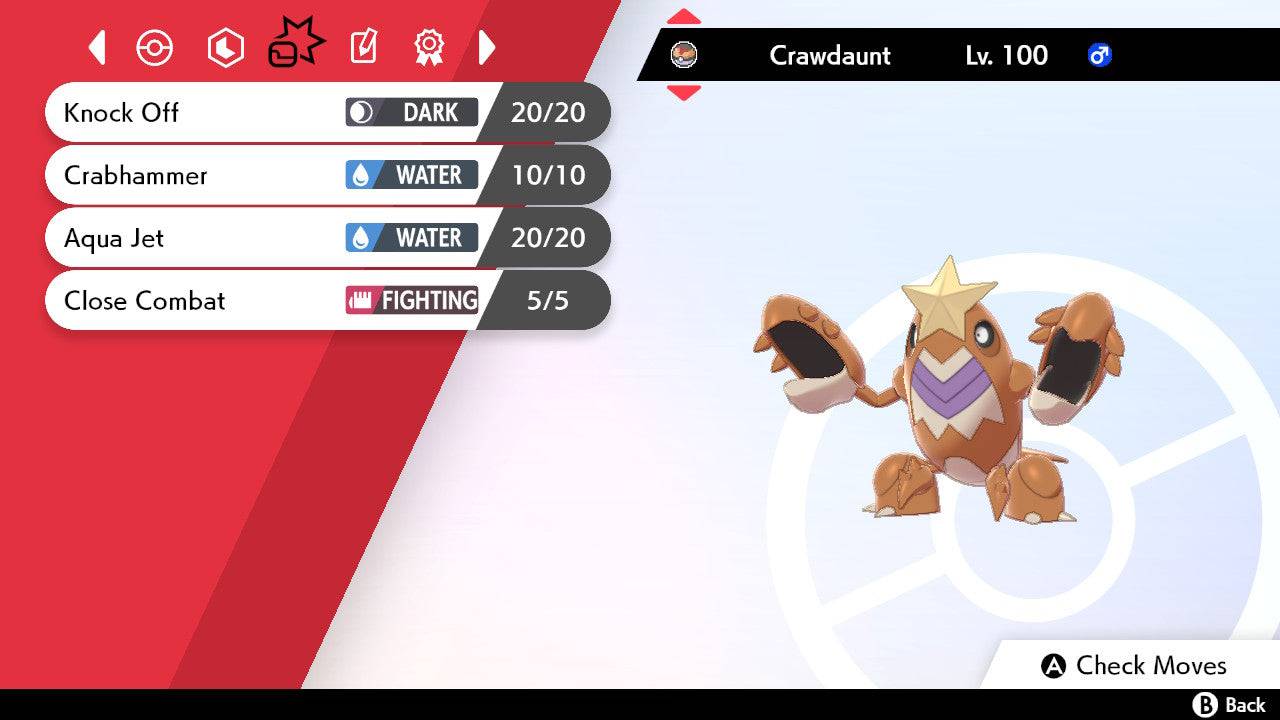 Crawdaunt Lv. 100 ♂
Knock Off DARK 20/20
Crabhammer WATER 10/10
Aqua Jet WATER 20/20
Close Combat FIGHTING 5/5
A Check Moves
B Back